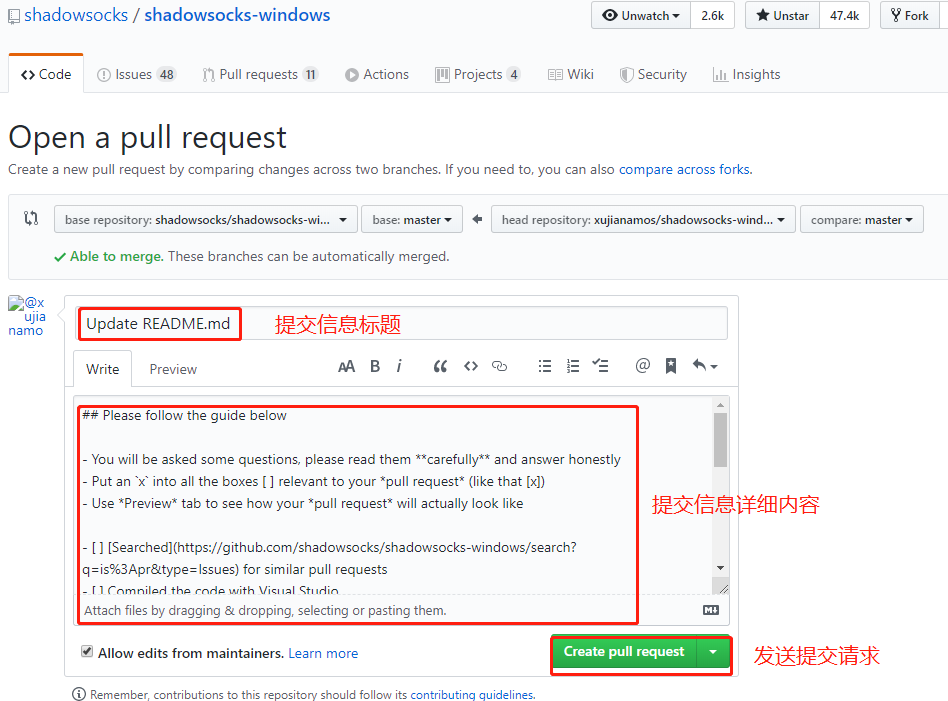 shadowsocks / shadowsocks-windows
Unwatch 2.6k Unstar 47.4k Fork
Code Issues 48 Pull requests 11 Actions Projects 4 Wiki Security Insights
Open a pull request
Create a new pull request by comparing changes across two branches. If you need to, you can also compare across forks.
base repository: shadowsocks/shadowsocks-wi... base: master head repository: xujianamos/shadowsocks-wind... compare: master
Able to merge. These branches can be automatically merged.
@x
ujia
namo
Update README.md 提交信息标题
Write Preview AA B i
## Please follow the guide below
- You will be asked some questions, please read them **carefully** and answer honestly
- Put an `x` into all the boxes [ ] relevant to your *pull request* (like that [x])
- Use *Preview* tab to see how your *pull request* will actually look like
提交信息详细内容
- [ ] [Searched](https://github.com/shadowsocks/shadowsocks-windows/search?
q=is%3Apr&type=Issues) for similar pull requests
- [ ] Compiled the code with Visual Studio
Attach files by dragging & dropping, selecting or pasting them.
Allow edits from maintainers. Learn more
Create pull request 发送提交请求
Remember, contributions to this repository should follow its contributing guidelines.